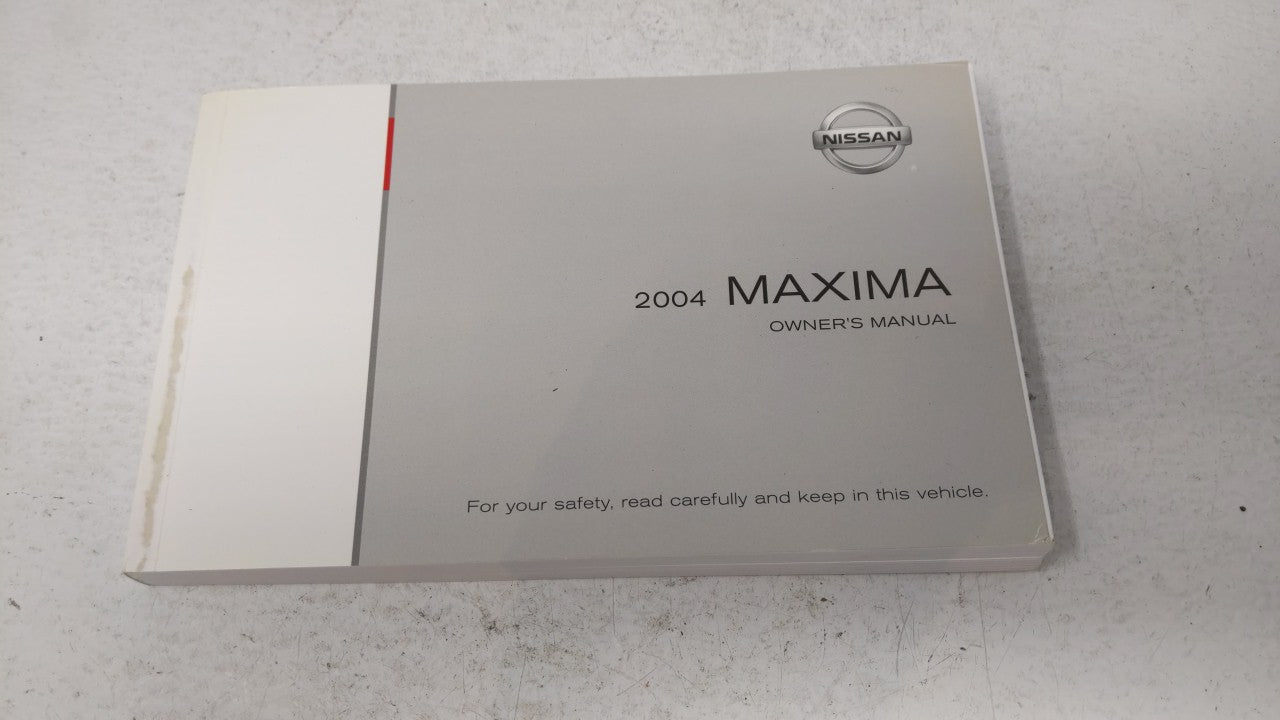 NISSAN
2004 MAXIMA
OWNER'S MANUAL
For your safety, read carefully and keep in this vehicle.